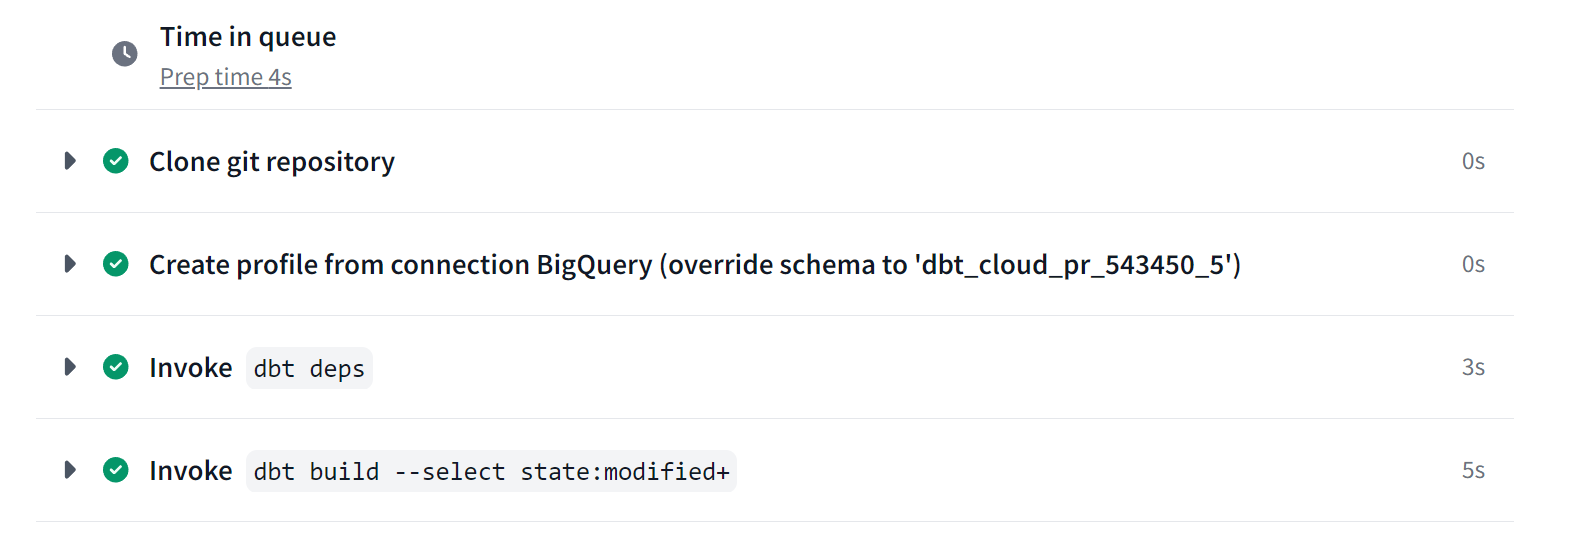 Time in queue
Prep time 4s
Clone git repository 0s
Create profile from connection BigQuery (override schema to 'dbt_cloud_pr_543450_5') 0s
Invoke dbt deps 3s
Invoke dbt build --select state:modified+ 5s